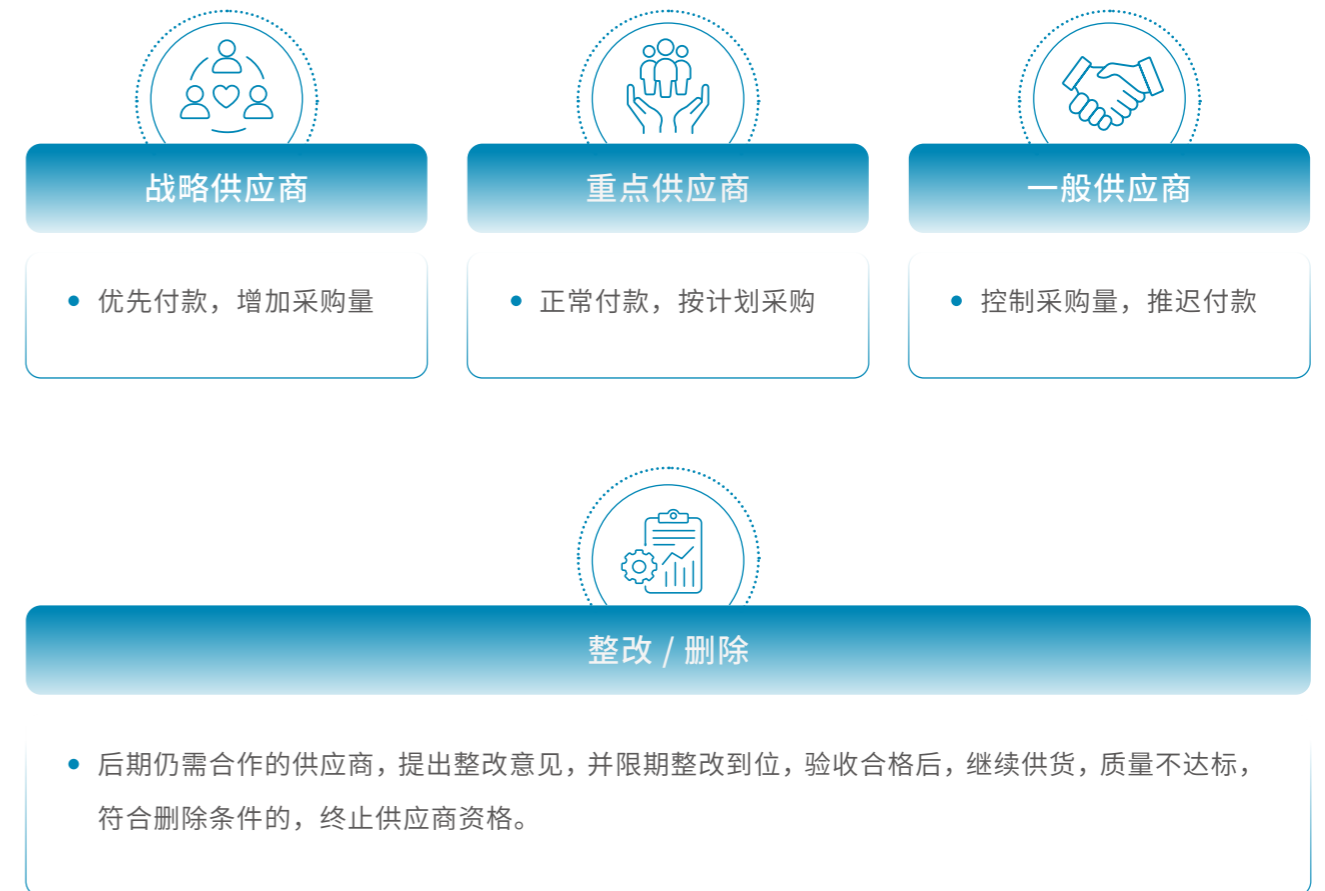 战略供应商
优先付款，增加采购量
重点供应商
正常付款，按计划采购
一般供应商
控制采购量，推迟付款
整改 / 删除
后期仍需合作的供应商，提出整改意见，并限期整改到位，验收合格后，继续供货，质量不达标，
符合删除条件的，终止供应商资格。